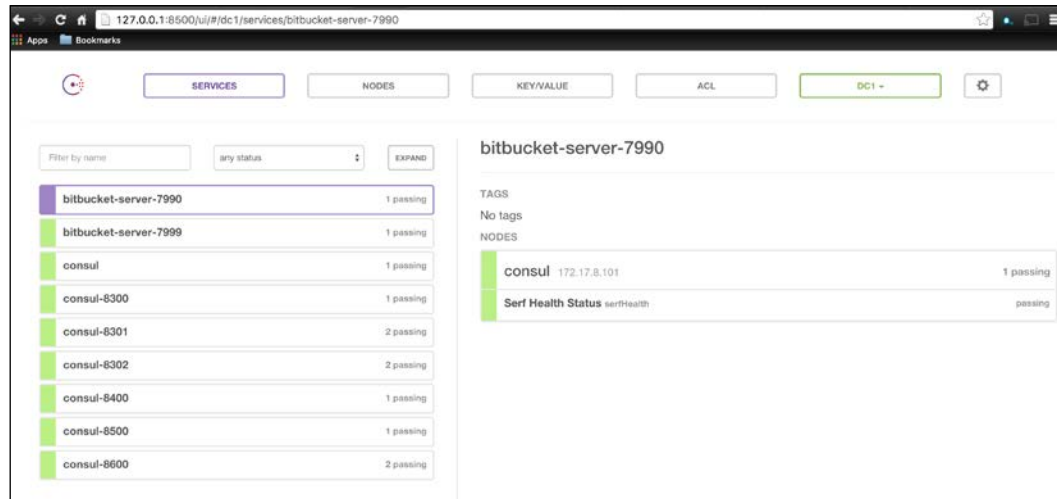 127.0.0.1:8500/ui/#/dc1/services/bitbucket-server-7990
Apps Bookmarks
SERVICES NODES KEY/VALUE ACL DC1
Filter by name any status EXPAND
bitbucket-server-7990 1 passing
bitbucket-server-7999 1 passing
consul 1 passing
consul-8300 1 passing
consul-8301 2 passing
consul-8302 2 passing
consul-8400 1 passing
consul-8500 1 passing
consul-8600 2 passing
bitbucket-server-7990
TAGS
No tags
NODES
consul 172.17.8.101 1 passing
Serf Health Status serfHealth passing